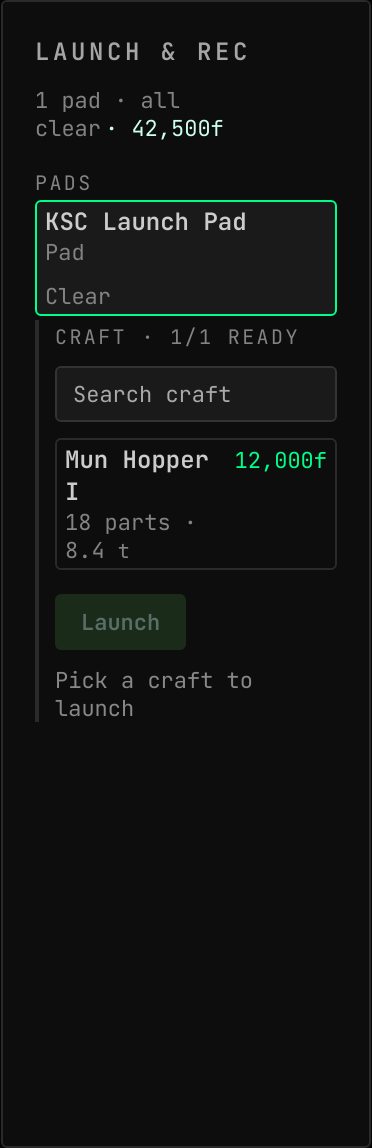 LAUNCH & REC
1 pad · all
clear · 42,500f
PADS
KSC Launch Pad
Pad
Clear
CRAFT · 1/1 READY
Search craft
Mun Hopper 12,000f
I
18 parts ·
8.4 t
Launch
Pick a craft to
launch